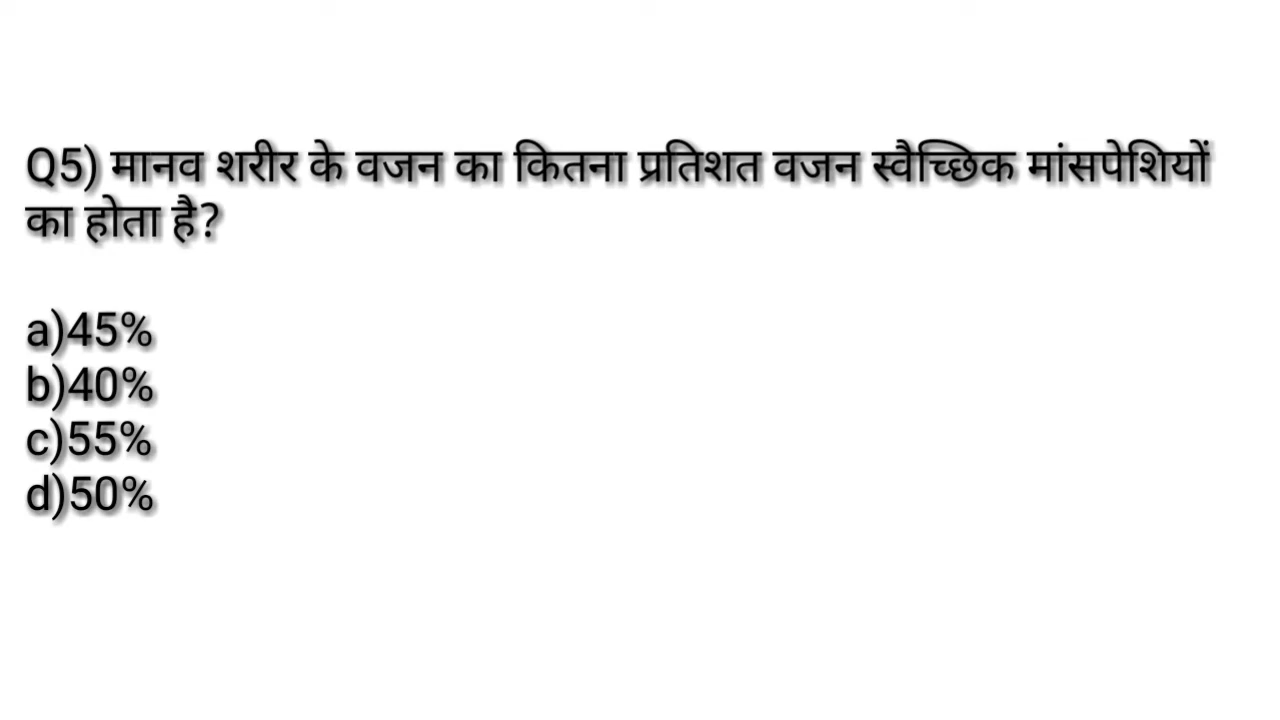 Q5) मानव शरीर के वजन का कितना प्रतिशत वजन स्वैच्छिक मांसपेशियों
का होता है?
a)45%
b)40%
c)55%
d)50%